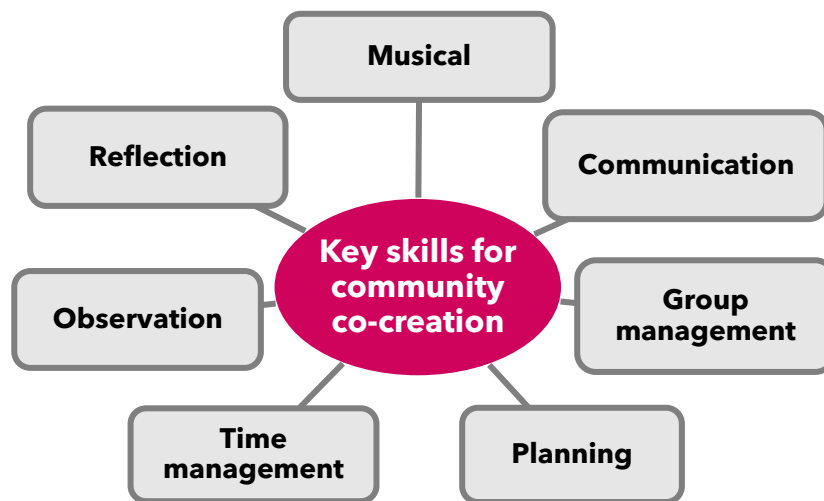 Musical
Reflection
Communication
Key skills for
community
co-creation
Observation
Group
management
Time
management
Planning